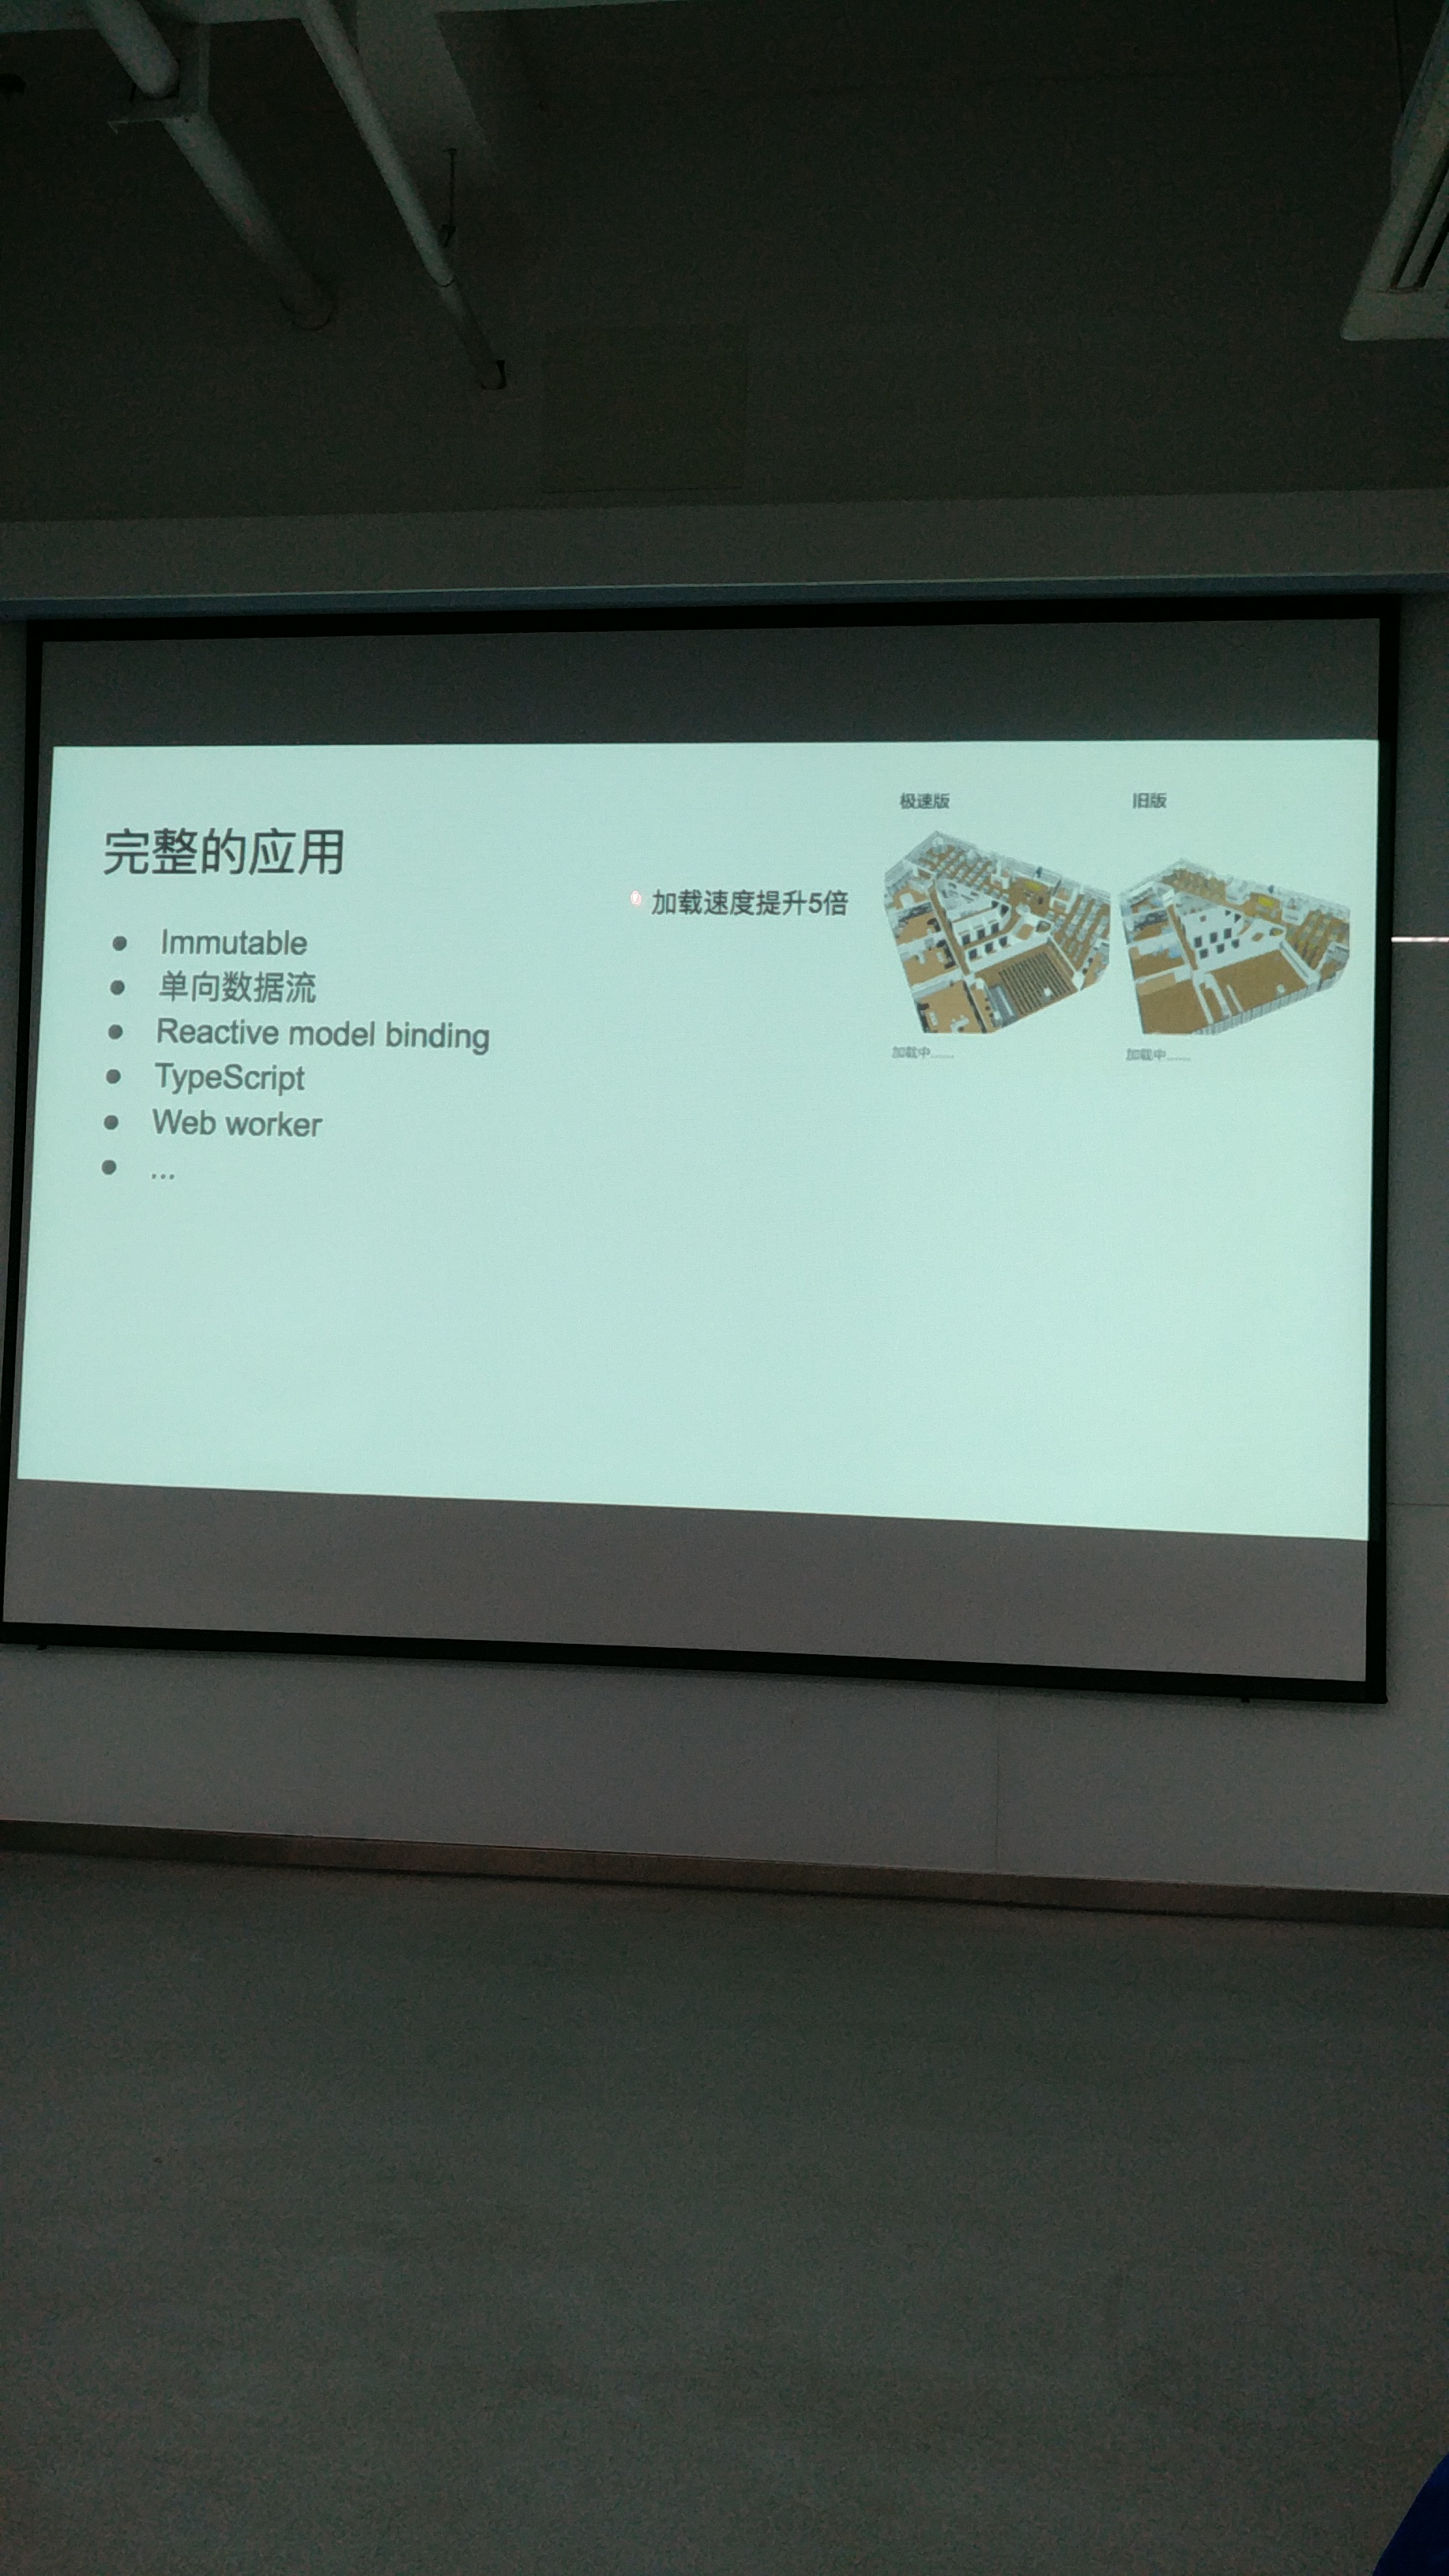 完整的应用
● Immutable
● 单向数据流
● Reactive model binding
● TypeScript
● Web worker
● ...
加载速度提升5倍
极速版
旧版
加载中......
加载中......